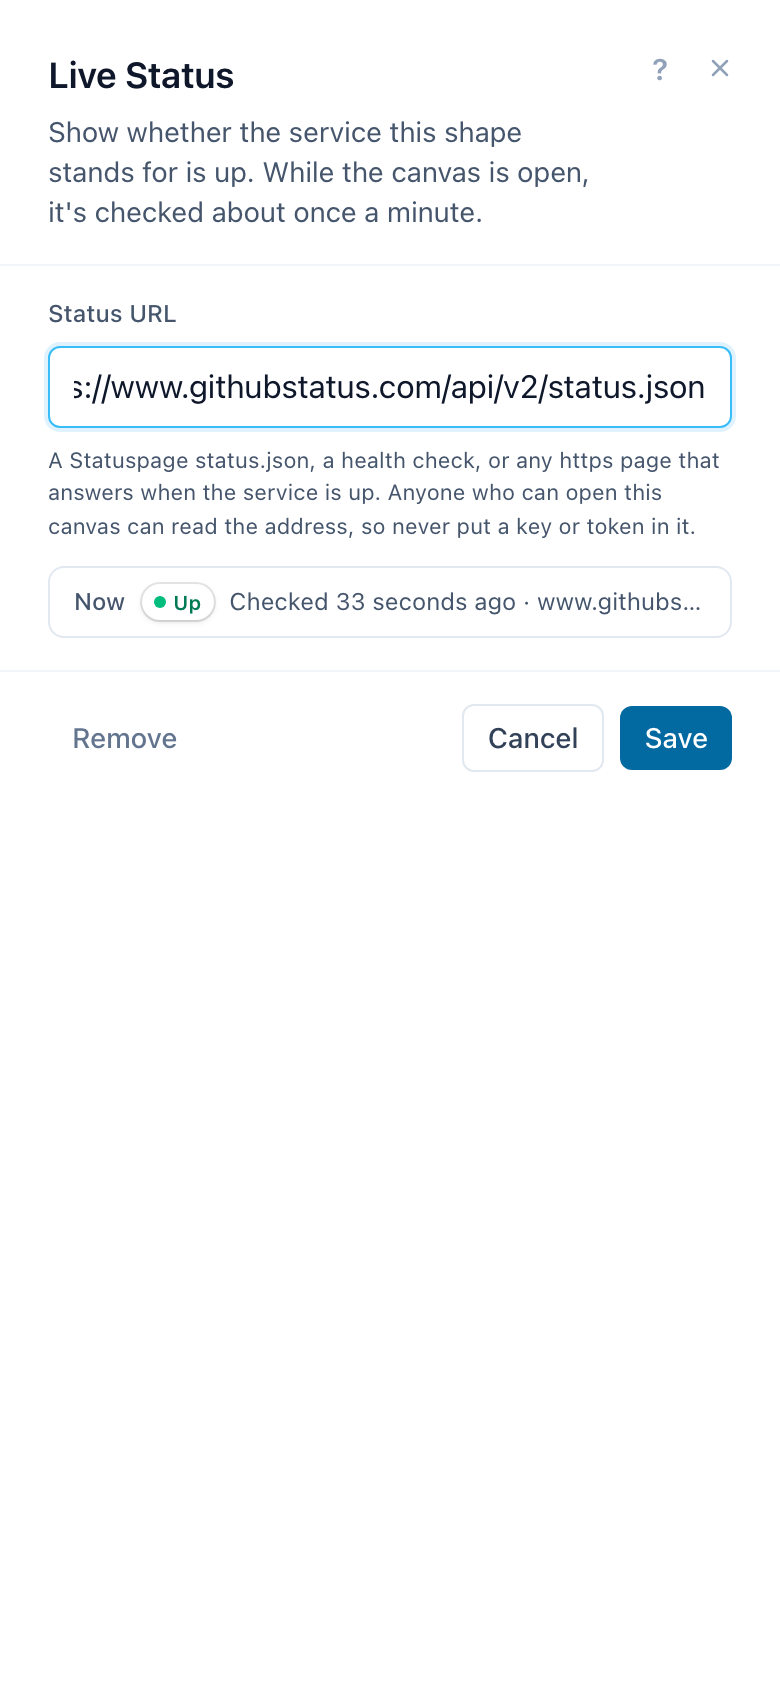 Live Status
?
Show whether the service this shape
stands for is up. While the canvas is open,
it's checked about once a minute.
Status URL
s://www.githubstatus.com/api/v2/status.json
A Statuspage status.json, a health check, or any https page that
answers when the service is up. Anyone who can open this
canvas can read the address, so never put a key or token in it.
Now Up Checked 33 seconds ago · www.githubs...
Remove Cancel Save